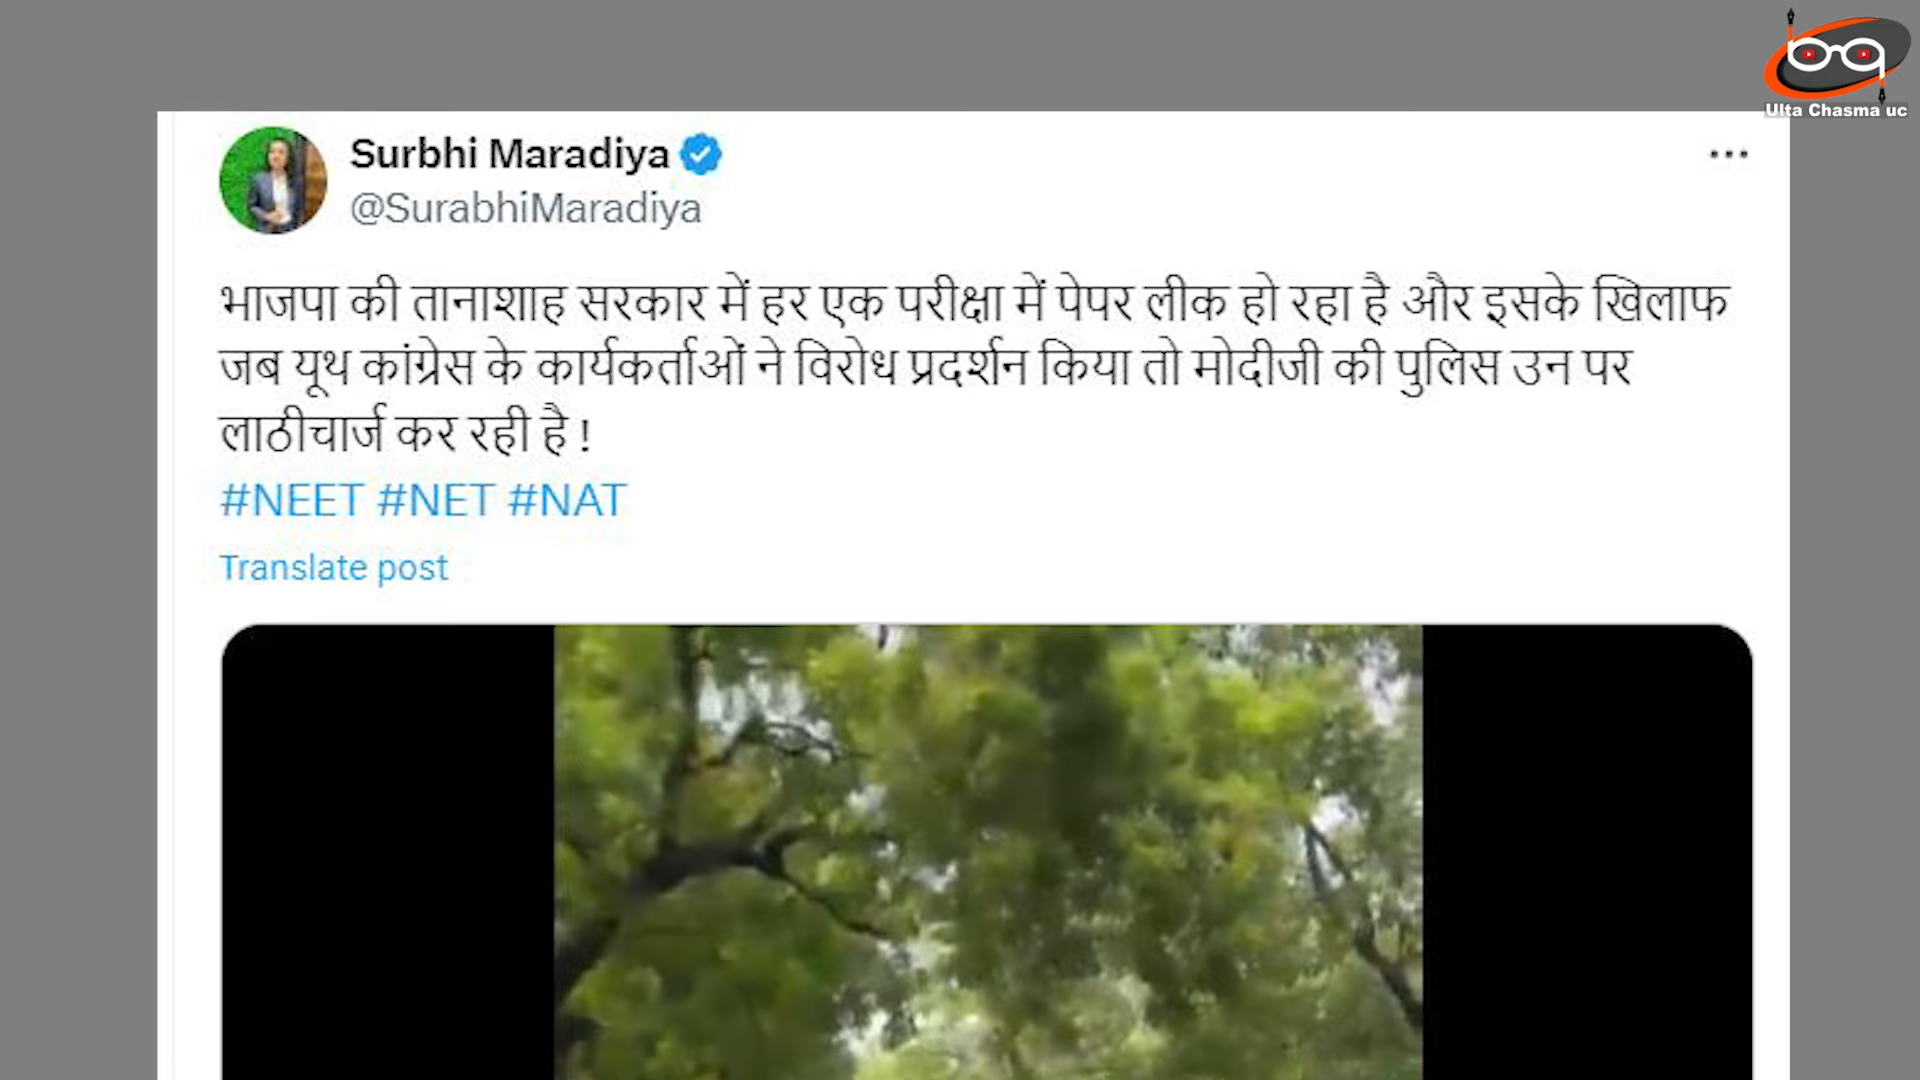 Ulta Chasma uc
Surbhi Maradiya
@SurabhiMaradiya
भाजपा की तानाशाह सरकार में हर एक परीक्षा में पेपर लीक हो रहा है और इसके खिलाफ
जब यूथ कांग्रेस के कार्यकर्ताओं ने विरोध प्रदर्शन किया तो मोदीजी की पुलिस उन पर
लाठीचार्ज कर रही है !
#NEET #NET #NAT
Translate post